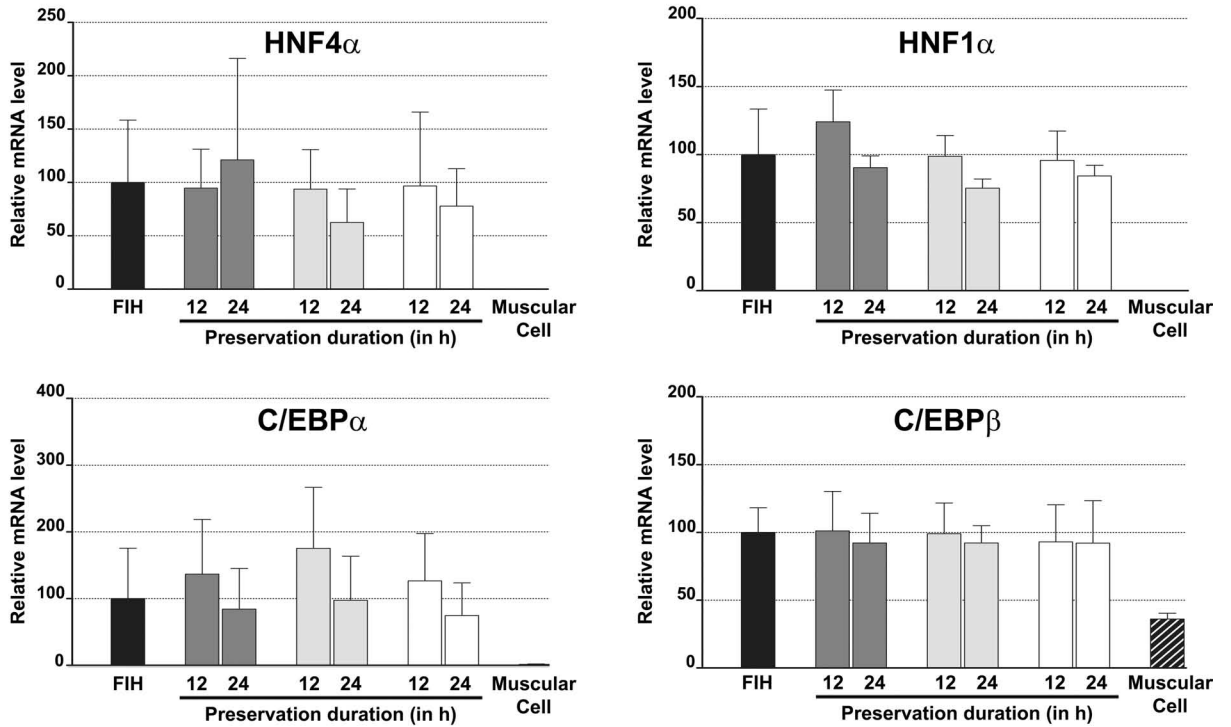 HNF4α
Relative mRNA level
250
200
150
100
50
0
FIH
12 24 12 24 12 24
Preservation duration (in h)
Muscular
Cell
HNF1α
Relative mRNA level
200
150
100
50
0
FIH
12 24 12 24 12 24
Preservation duration (in h)
Muscular
Cell
C/EBPα
Relative mRNA level
400
300
200
100
0
FIH
12 24 12 24 12 24
Preservation duration (in h)
Muscular
Cell
C/EBPβ
Relative mRNA level
200
150
100
50
0
FIH
12 24 12 24 12 24
Preservation duration (in h)
Muscular
Cell